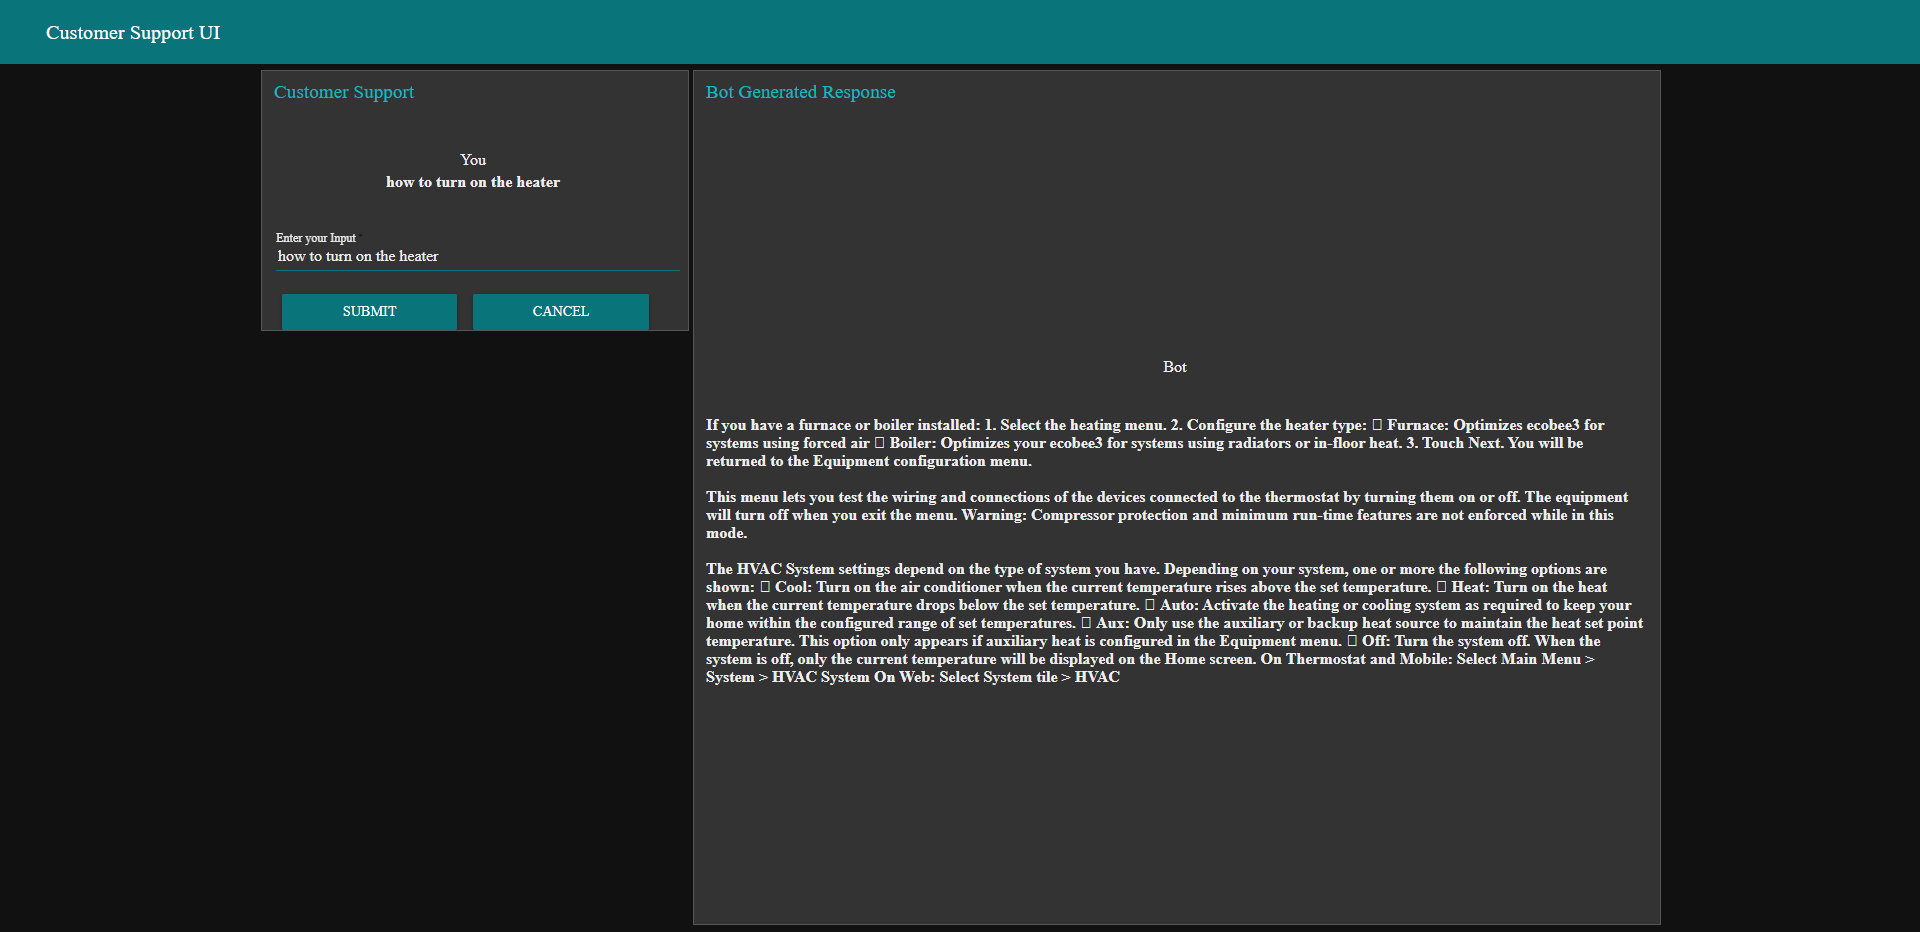 Customer Support UI
Customer Support
You
how to turn on the heater
Enter your Input
how to turn on the heater
SUBMIT CANCEL
Bot Generated Response
Bot
If you have a furnace or boiler installed: 1. Select the heating menu. 2. Configure the heater type:  Furnace: Optimizes ecobee3 for
systems using forced air  Boiler: Optimizes your ecobee3 for systems using radiators or in-floor heat. 3. Touch Next. You will be
returned to the Equipment configuration menu.
This menu lets you test the wiring and connections of the devices connected to the thermostat by turning them on or off. The equipment
will turn off when you exit the menu. Warning: Compressor protection and minimum run-time features are not enforced while in this
mode.
The HVAC System settings depend on the type of system you have. Depending on your system, one or more the following options are
shown:  Cool: Turn on the air conditioner when the current temperature rises above the set temperature.  Heat: Turn on the heat
when the current temperature drops below the set temperature.  Auto: Activate the heating or cooling system as required to keep your
home within the configured range of set temperatures.  Aux: Only use the auxiliary or backup heat source to maintain the heat set point
temperature. This option only appears if auxiliary heat is configured in the Equipment menu.  Off: Turn the system off. When the
system is off, only the current temperature will be displayed on the Home screen. On Thermostat and Mobile: Select Main Menu >
System > HVAC System On Web: Select System tile > HVAC